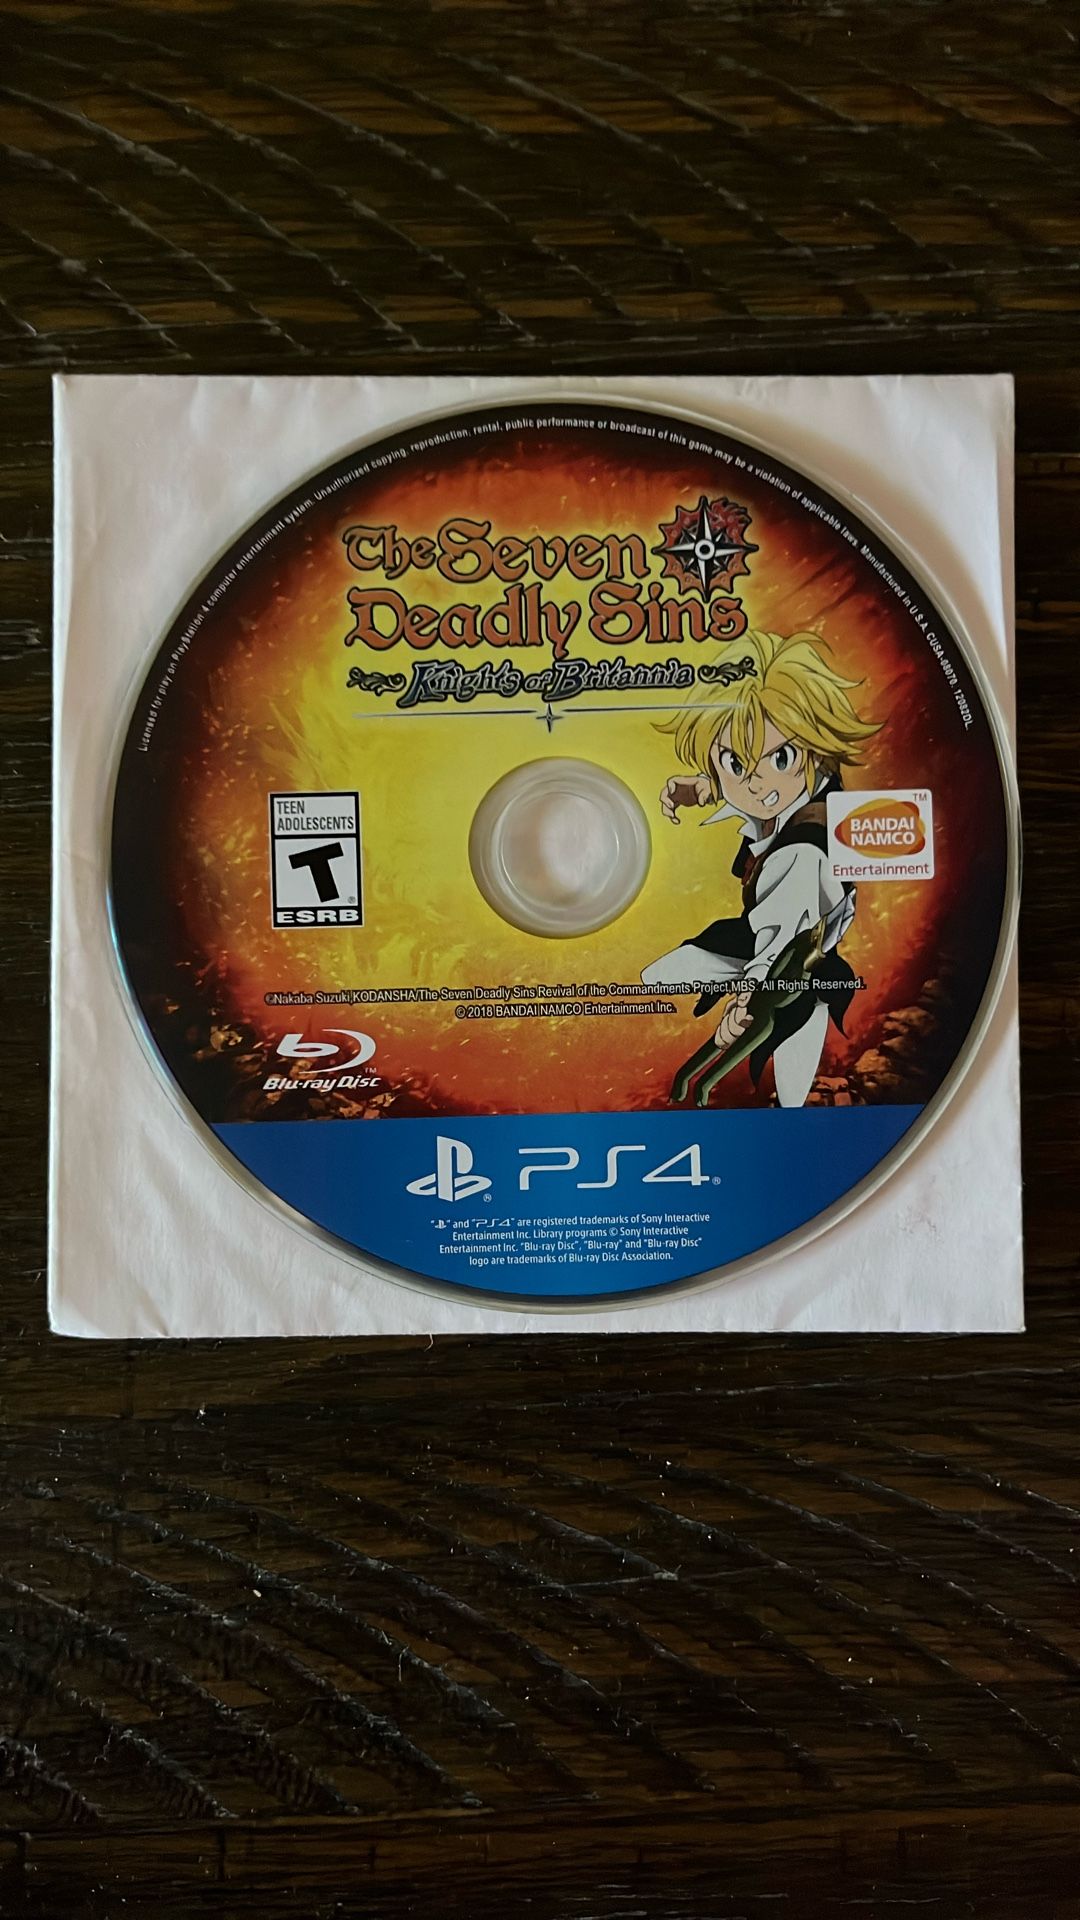 Licensed for play on PlayStation 4 computer entertainment system. Unauthorized copying, reproduction, rental, public performance or broadcast of this game may be a violation of applicable laws. Manufactured in U.S.A. CUSA-08070. 12082DL
The Seven
Deadly Sins
Knights of Britannia
TEEN
ADOLESCENTS
T
ESRB
TM
BANDAI
NAMCO
Entertainment
©Nakaba Suzuki,KODANSHA/The Seven Deadly Sins Revival of the Commandments Project,MBS. All Rights Reserved.
© 2018 BANDAI NAMCO Entertainment Inc.
Blu-ray Disc™
PS4®
"PS" and "PS4" are registered trademarks of Sony Interactive
Entertainment Inc. Library programs © Sony Interactive
Entertainment Inc. "Blu-ray Disc", "Blu-ray" and "Blu-ray Disc"
logo are trademarks of Blu-ray Disc Association.